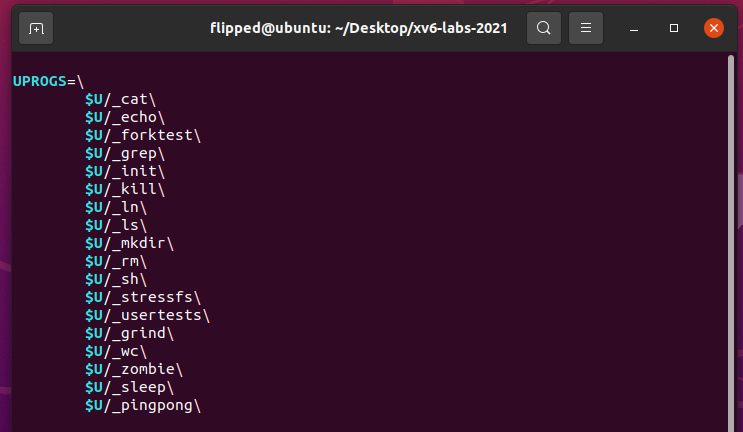 flipped@ubuntu: ~/Desktop/xv6-labs-2021
UPROGS=\
$U/_cat\
$U/_echo\
$U/_forktest\
$U/_grep\
$U/_init\
$U/_kill\
$U/_ln\
$U/_ls\
$U/_mkdir\
$U/_rm\
$U/_sh\
$U/_stressfs\
$U/_usertests\
$U/_grind\
$U/_wc\
$U/_zombie\
$U/_sleep\
$U/_pingpong\